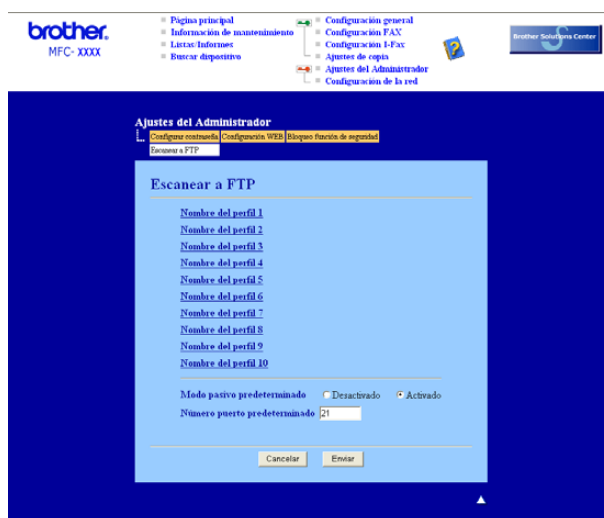 brother.
MFC- XXXX
Página principal
Información de mantenimiento
Listas/Informes
Buscar dispositivo
Configuración general
Configuración FAX
Configuración I-Fax
Ajustes de copia
Ajustes del Administrador
Configuración de la red
?
Brother Solutions Center
Ajustes del Administrador
Configurar contraseña Configuración WEB Bloqueo función de seguridad
Escanear a FTP
Escanear a FTP
Nombre del perfil 1
Nombre del perfil 2
Nombre del perfil 3
Nombre del perfil 4
Nombre del perfil 5
Nombre del perfil 6
Nombre del perfil 7
Nombre del perfil 8
Nombre del perfil 9
Nombre del perfil 10
Modo pasivo predeterminado Desactivado Activado
Número puerto predeterminado 21
Cancelar Enviar